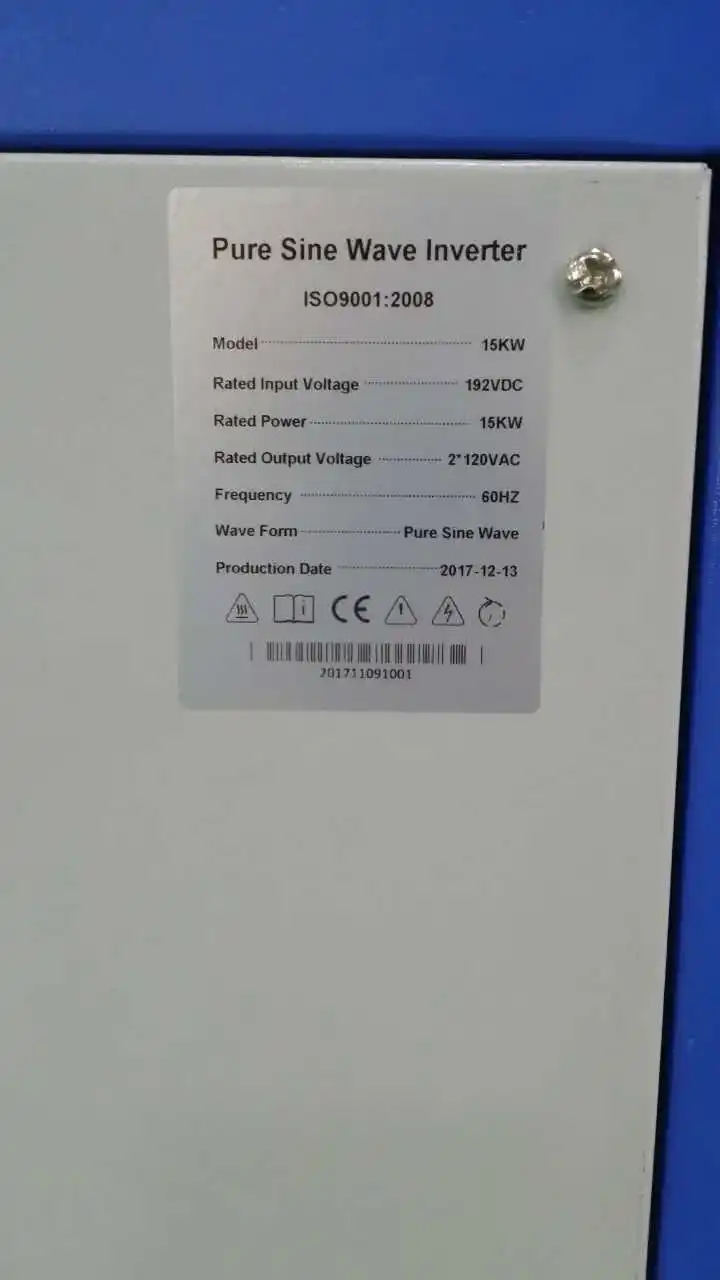 Pure Sine Wave Inverter
ISO9001:2008
Model 15KW
Rated Input Voltage 192VDC
Rated Power 15KW
Rated Output Voltage 2*120VAC
Frequency 60HZ
Wave Form Pure Sine Wave
Production Date 2017-12-13
i CE
201711091001